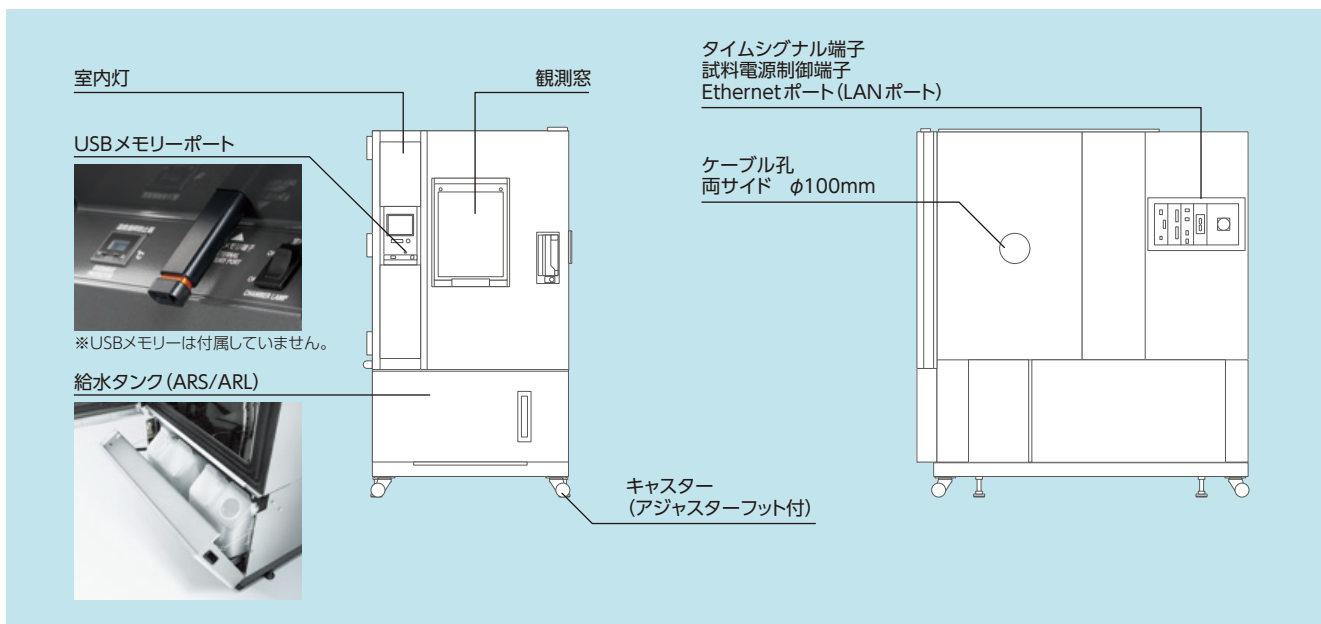 室内灯
観測窓
USBメモリーポート
CHAMBER LAMP
※USBメモリーは付属していません。
給水タンク(ARS/ARL)
キャスター
(アジャスターフット付)
タイムシグナル端子
試料電源制御端子
Ethernetポート(LANポート)
ケーブル孔
両サイド φ100mm